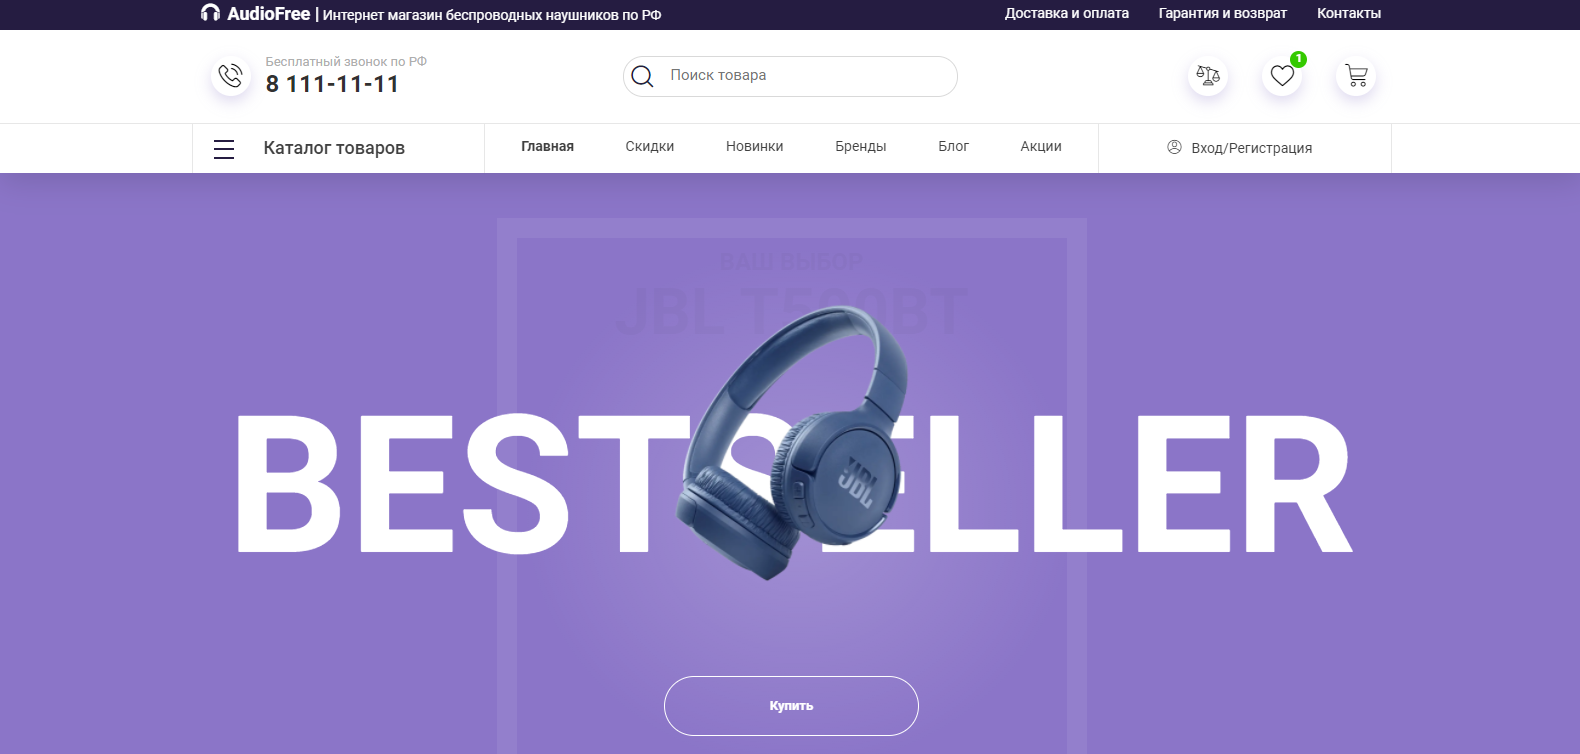 AudioFree | Интернет магазин беспроводных наушников по РФ
Доставка и оплата
Гарантия и возврат
Контакты
Бесплатный звонок по РФ
8 111-11-11
Поиск товара
1
Каталог товаров
Главная
Скидки
Новинки
Бренды
Блог
Акции
Вход/Регистрация
ВАШ ВЫБОР
JBL T500BT
BESTSELLER
JBL
Купить